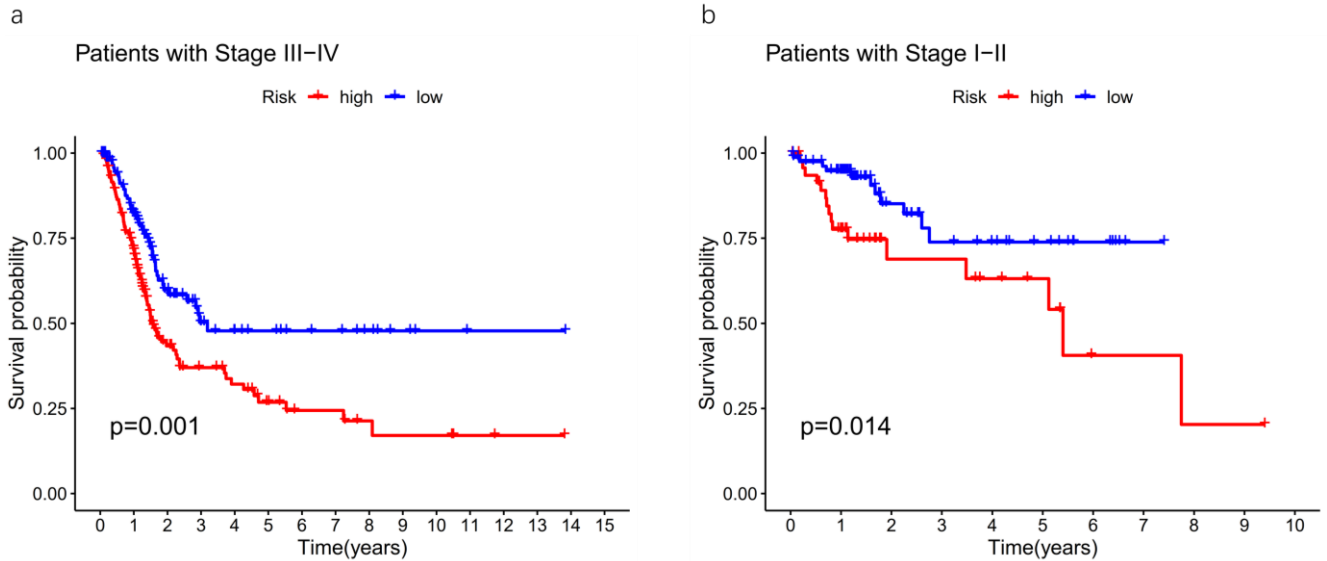 a
Patients with Stage III−IV
Risk high low
Survival probability
1.00
0.75
0.50
0.25
0.00
p=0.001
0 1 2 3 4 5 6 7 8 9 10 11 12 13 14 15
Time(years)
b
Patients with Stage I−II
Risk high low
Survival probability
1.00
0.75
0.50
0.25
0.00
p=0.014
0 1 2 3 4 5 6 7 8 9 10
Time(years)